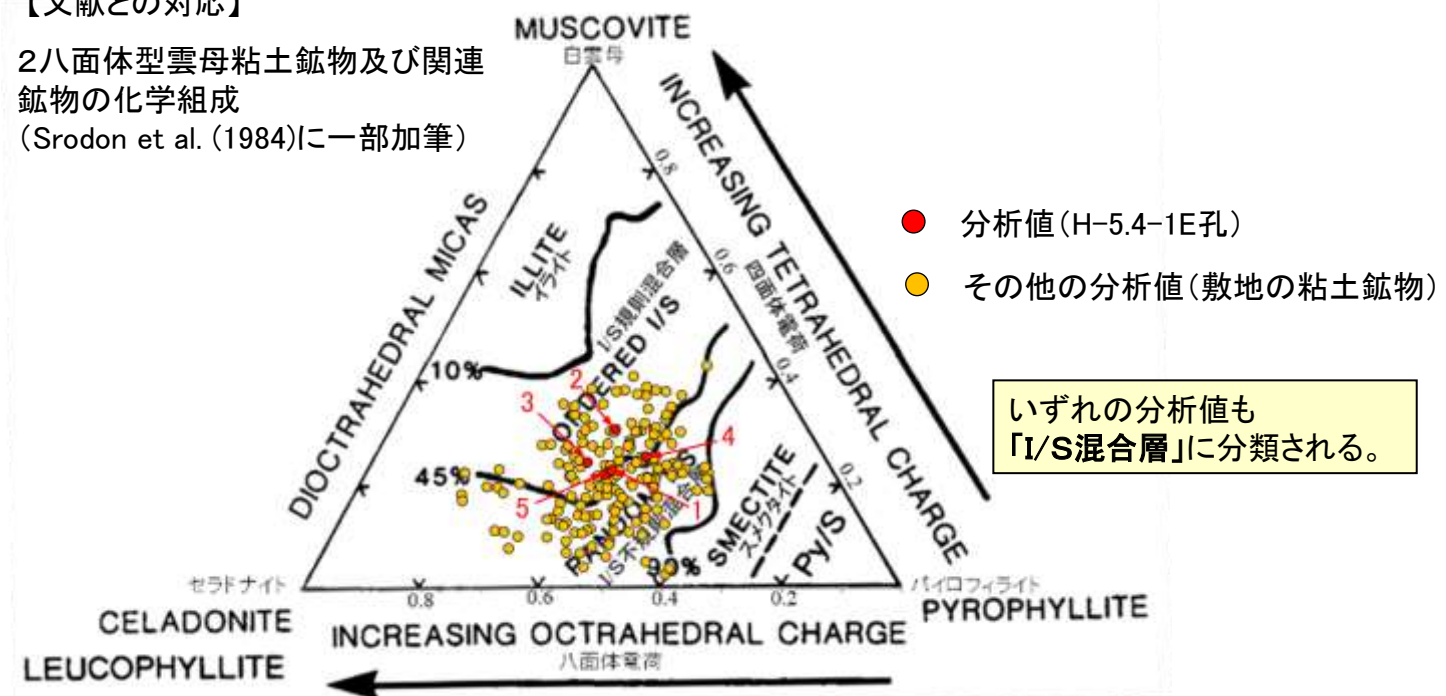 【文献との対応】
2八面体型雲母粘土鉱物及び関連
鉱物の化学組成
(Srodon et al. (1984)に一部加筆)
MUSCOVITE
白雲母
INCREASING TETRAHEDRAL CHARGE
四面体電荷
0.8
0.6
0.4
0.2
DIOCTRAHEDRAL MICAS
ILLITE
イライト
I/S規則混合層
ORDERED I/S
10%
2
3
4
45%
5
1
I/S不規則混合層
90%
SMECTITE
スメクタイト
Py/S
● 分析値(H-5.4-1E孔)
● その他の分析値(敷地の粘土鉱物)
いずれの分析値も
「I/S混合層」に分類される。
セラドナイト
0.8
0.6
0.4
0.2
パイロフィライト
CELADONITE
LEUCOPHYLLITE
INCREASING OCTRAHEDRAL CHARGE
八面体電荷
PYROPHYLLITE